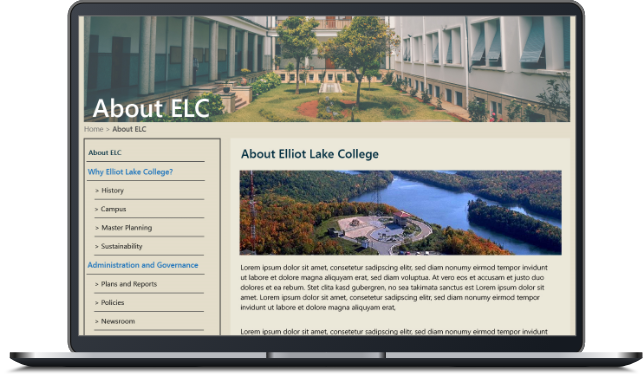 About ELC
Home > About ELC
About ELC
Why Elliot Lake College?
> History
> Campus
> Master Planning
> Sustainability
Administration and Governance
> Plans and Reports
> Policies
> Newsroom
About Elliot Lake College
Lorem ipsum dolor sit amet, consetetur sadipscing elitr, sed diam nonumy eirmod tempor invidunt
ut labore et dolore magna aliquyam erat, sed diam voluptua. At vero eos et accusam et justo duo
dolores et ea rebum. Stet clita kasd gubergren, no sea takimata sanctus est Lorem ipsum dolor sit
amet. Lorem ipsum dolor sit amet, consetetur sadipscing elitr, sed diam nonumy eirmod tempor
invidunt ut labore et dolore magna aliquyam erat,
Lorem ipsum dolor sit amet, consetetur sadipscing elitr, sed diam nonumy eirmod tempor invidunt